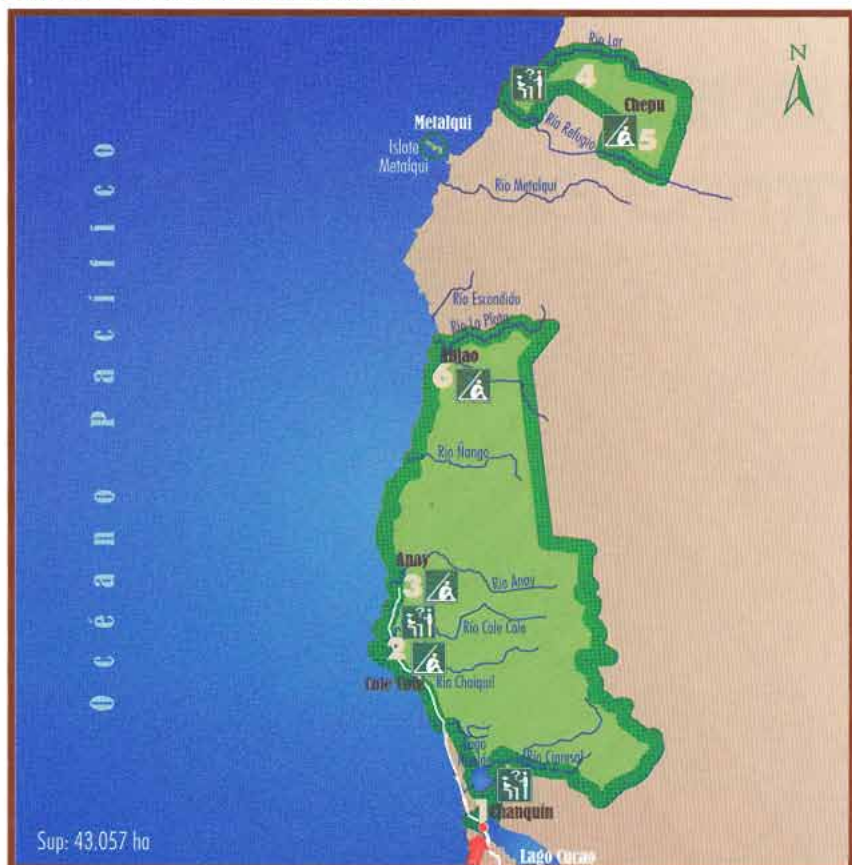 Río Lar
N
4
Chepu
Metalqui
Islote
Metalqui
Río Refugio
5
Río Metalqui
Océano Pacífico
Río Escondido
Río La Plata
6
Río Ñango
Anay
3
Río Anay
Río Cole Cole
2
Cole Cole
Río Chaiquil
Lago
Río Cipresal
1
Chanquín
Sup: 43.057 ha
Lago Cucao